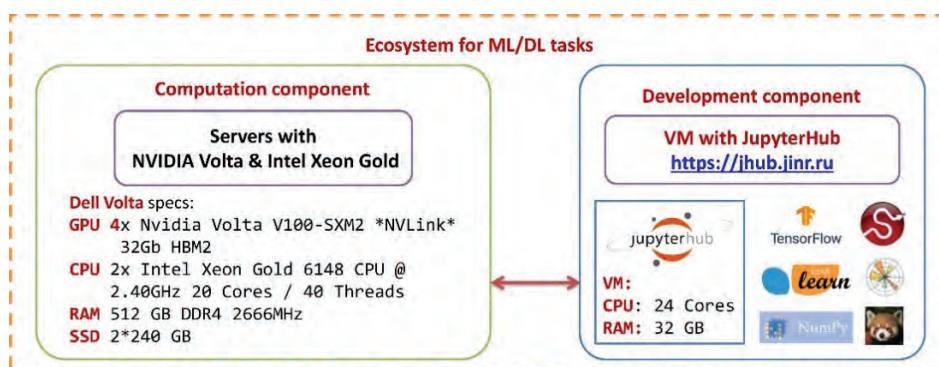 Ecosystem for ML/DL tasks
Computation component
Servers with
NVIDIA Volta & Intel Xeon Gold
Dell Volta specs:
GPU 4x Nvidia Volta V100-SXM2 *NVLink*
32Gb HBM2
CPU 2x Intel Xeon Gold 6148 CPU @
2.40GHz 20 Cores / 40 Threads
RAM 512 GB DDR4 2666MHz
SSD 2*240 GB
Development component
VM with JupyterHub
https://jhub.jinr.ru
jupyterhub
VM:
CPU: 24 Cores
RAM: 32 GB
TensorFlow
learn
NumPy